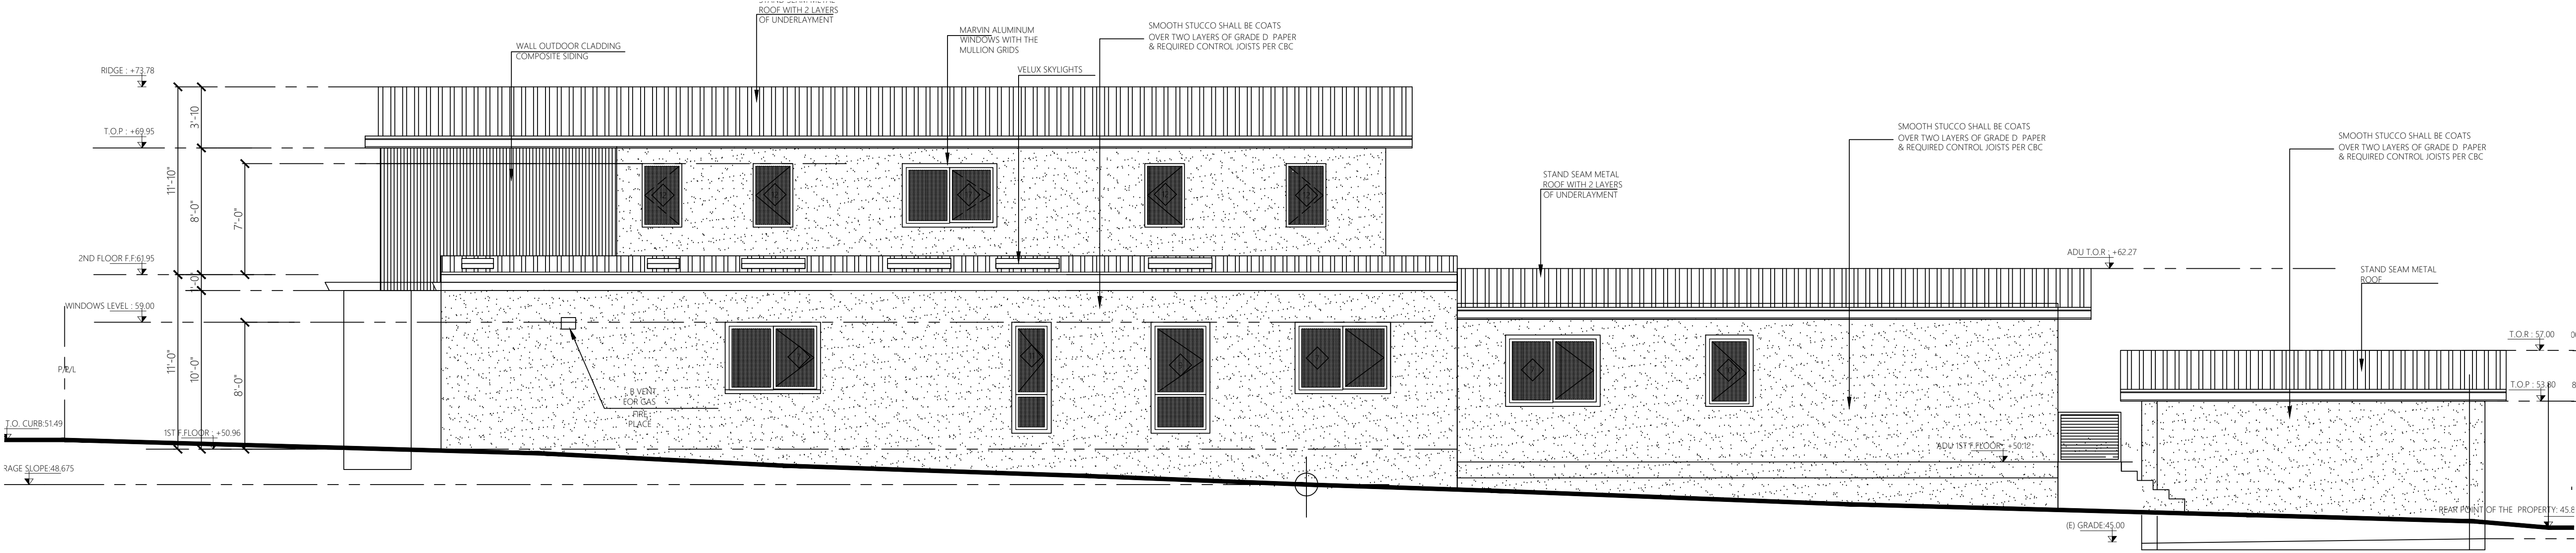 ROOF WITH 2 LAYERS
OF UNDERLAYMENT
WALL OUTDOOR CLADDING
COMPOSITE SIDING
MARVIN ALUMINUM
WINDOWS WITH THE
MULLION GRIDS
SMOOTH STUCCO SHALL BE COATS
OVER TWO LAYERS OF GRADE D PAPER
& REQUIRED CONTROL JOISTS PER CBC
VELUX SKYLIGHTS
RIDGE : +73.78
T.O.P : +69.95
3'-10
11'-10"
8'-0"
7'-0"
2ND FLOOR F.F:61.95
WINDOWS LEVEL : 59.00
11'-0"
10'-0"
8'-0"
P/P/L
T.O. CURB:51.49
1ST F.FLOOR : +50.96
RAGE SLOPE:48.675
B VENT
FOR GAS
FIRE
PLACE
STAND SEAM METAL
ROOF WITH 2 LAYERS
OF UNDERLAYMENT
SMOOTH STUCCO SHALL BE COATS
OVER TWO LAYERS OF GRADE D PAPER
& REQUIRED CONTROL JOISTS PER CBC
ADU T.O.R : +62.27
SMOOTH STUCCO SHALL BE COATS
OVER TWO LAYERS OF GRADE D PAPER
& REQUIRED CONTROL JOISTS PER CBC
STAND SEAM METAL
ROOF
T.O.R : 57.00
T.O.P : 53.80
ADU 1ST F.FLOOR : +50.12
REAR POINT OF THE PROPERTY: 45.8
(E) GRADE:45.00